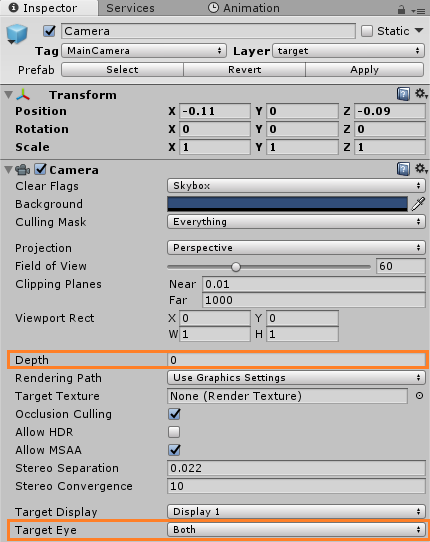 Inspector Services Animation
Camera Static
Tag MainCamera Layer target
Prefab Select Revert Apply
Transform
Position X -0.11 Y 0 Z -0.09
Rotation X 0 Y 0 Z 0
Scale X 1 Y 1 Z 1
Camera
Clear Flags Skybox
Background
Culling Mask Everything
Projection Perspective
Field of View 60
Clipping Planes Near 0.01
Far 1000
Viewport Rect X 0 Y 0
W 1 H 1
Depth 0
Rendering Path Use Graphics Settings
Target Texture None (Render Texture)
Occlusion Culling
Allow HDR
Allow MSAA
Stereo Separation 0.022
Stereo Convergence 10
Target Display Display 1
Target Eye Both